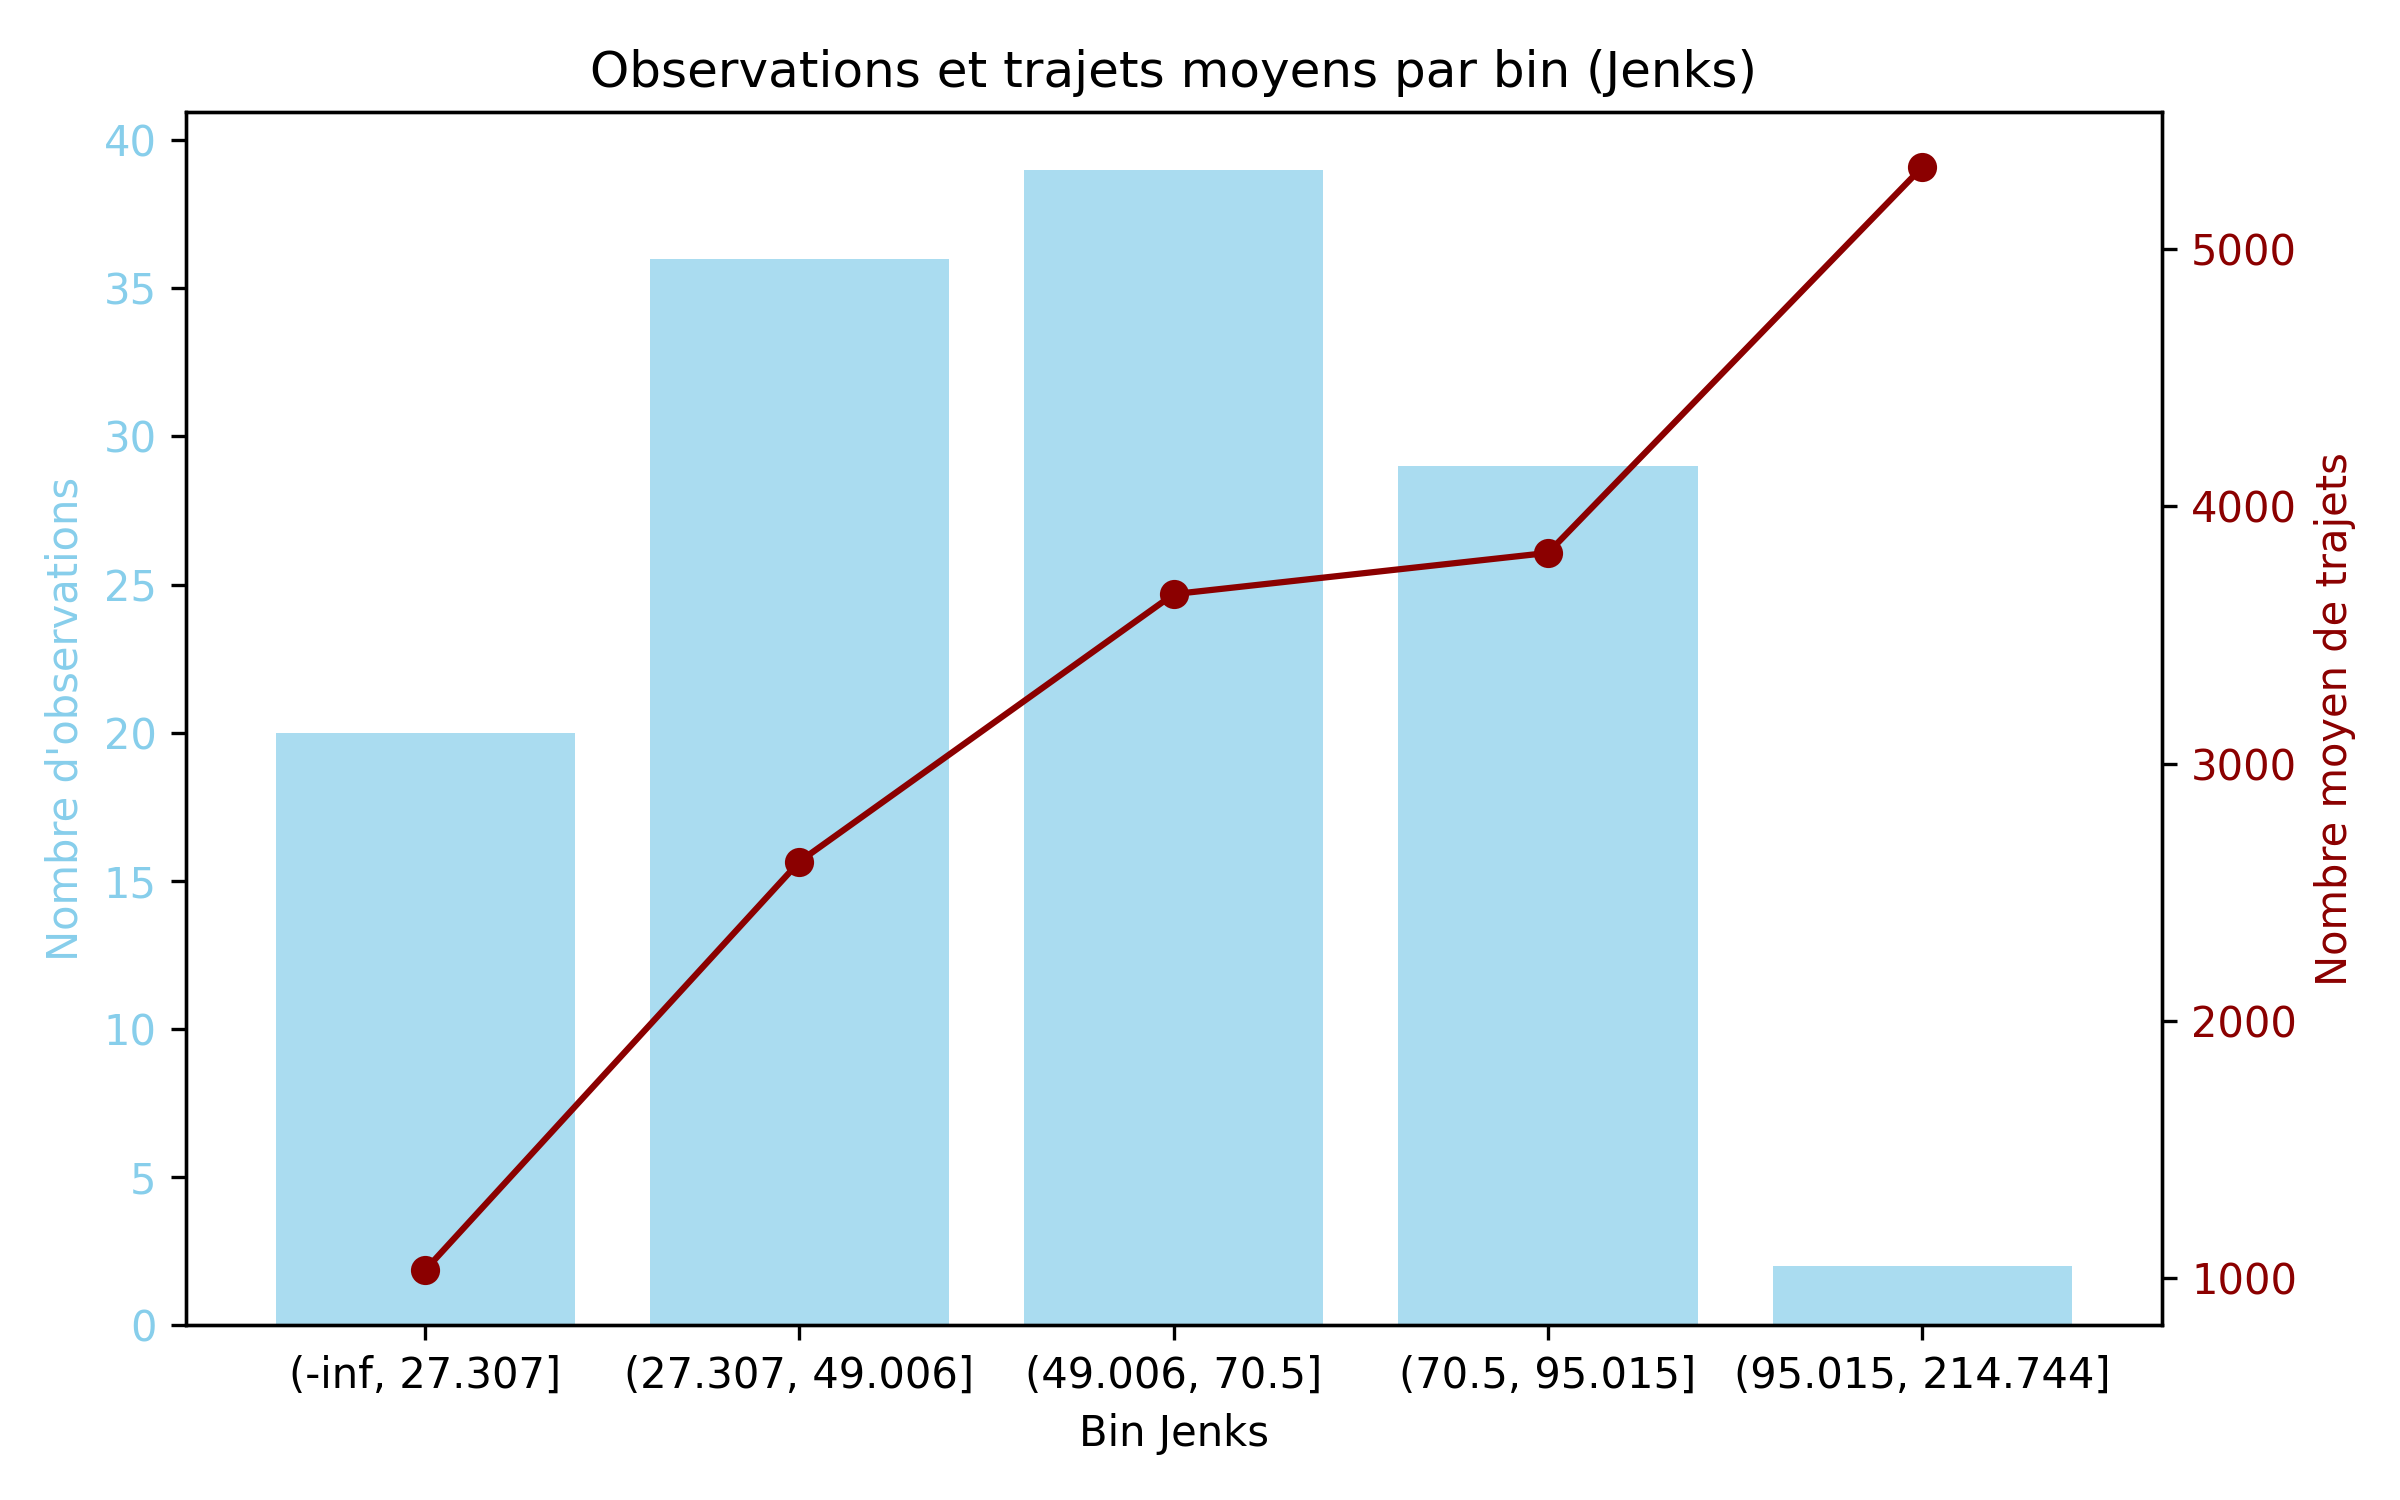 Observations et trajets moyens par bin (Jenks)
Nombre d'observations
40
35
30
25
20
15
10
5
0
5000
4000
3000
2000
1000
Nombre moyen de trajets
(-inf, 27.307] (27.307, 49.006] (49.006, 70.5] (70.5, 95.015] (95.015, 214.744]
Bin Jenks